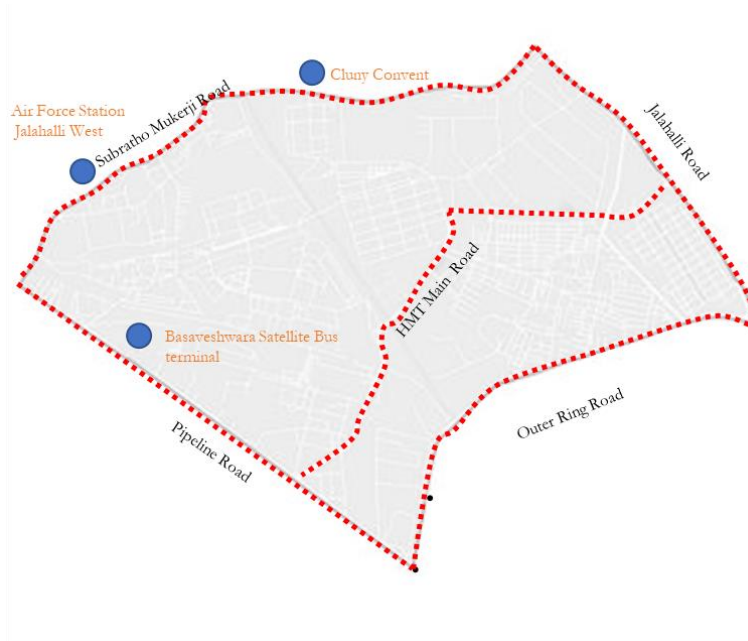 Cluny Convent
Air Force Station
Jalahalli West
Subratho Mukerji Road
Jalahalli Road
HMT Main Road
Basaveshwara Satellite Bus
terminal
Outer Ring Road
Pipeline Road